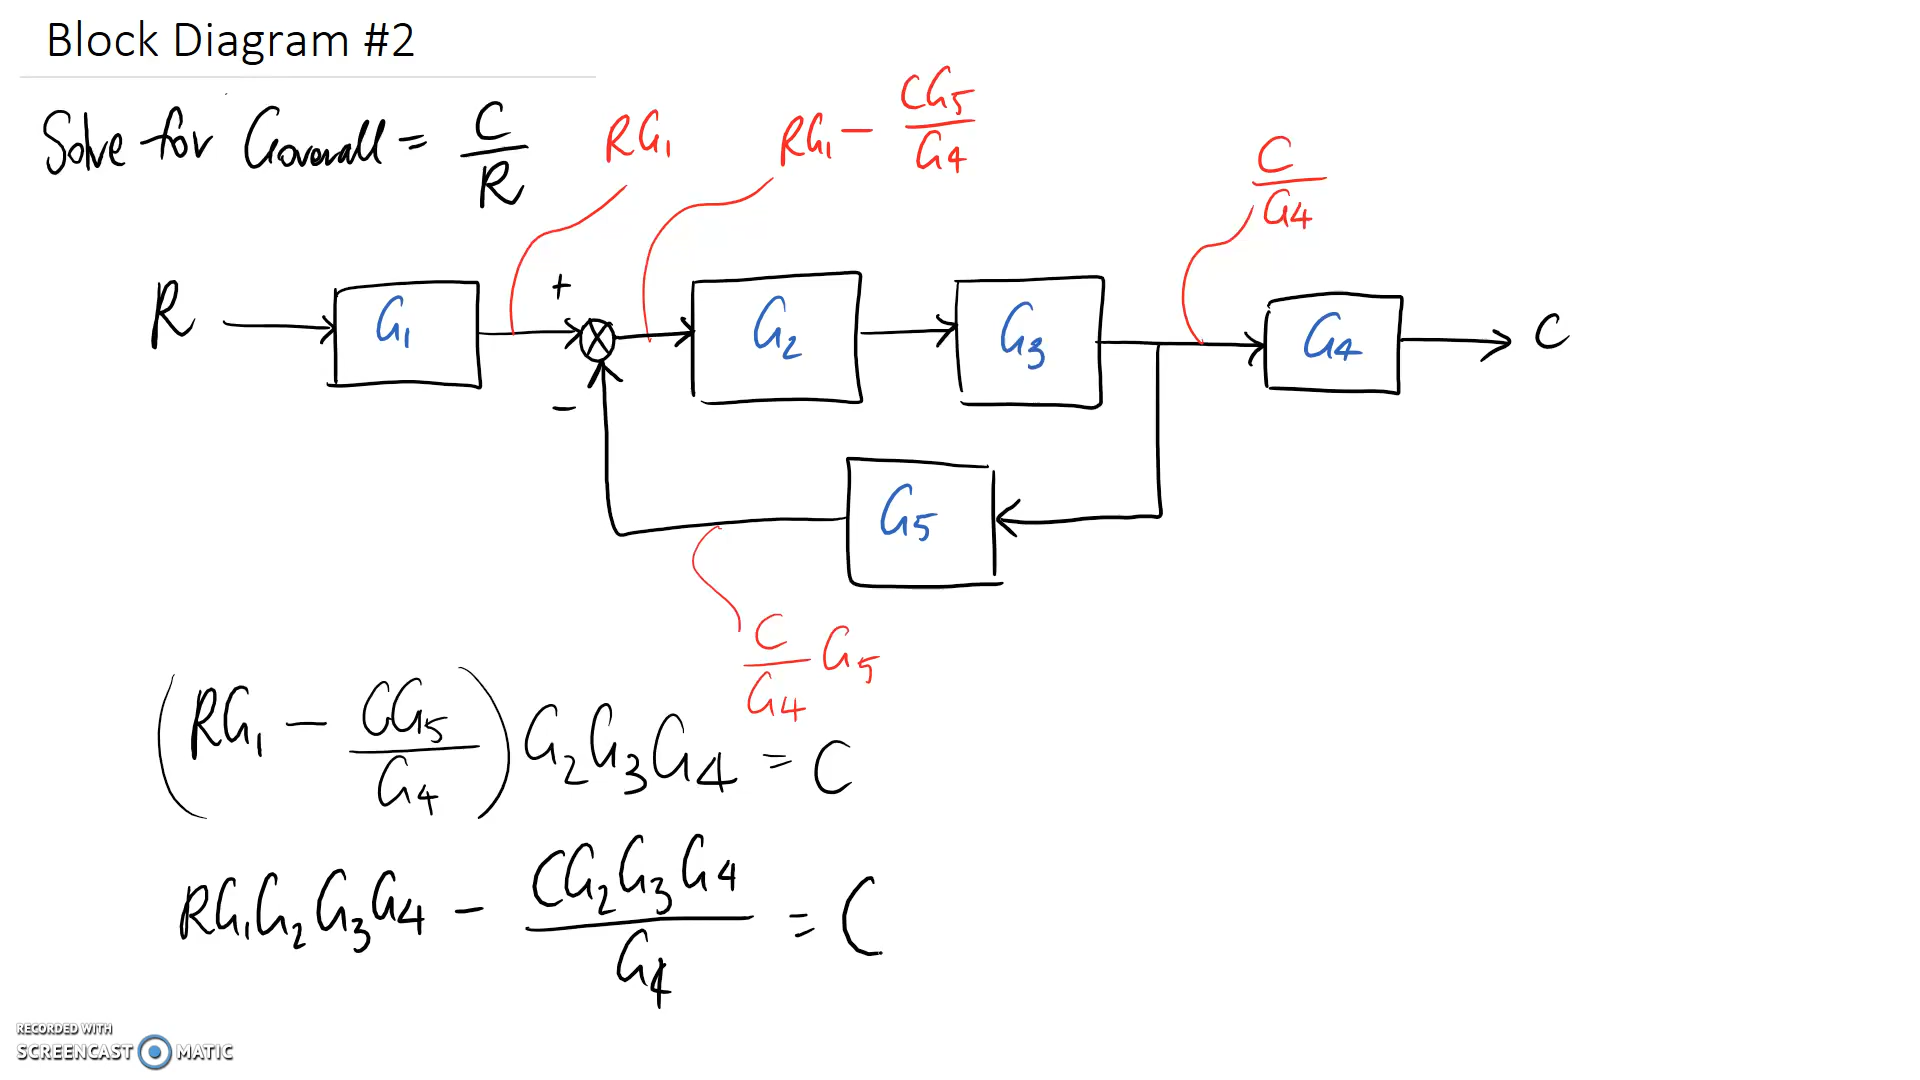 Block Diagram #2
Solve for Goverall = C/R
RG₁
RG₁ - CG₅/G₄
C/G₄
R
G₁
+
-
G₂
G₃
G₄
C
G₅
C/G₄ G₅
(RG₁ - CG₅/G₄) G₂G₃G₄ = C
RG₁G₂G₃G₄ - CG₂G₃G₄/G₄ = C
RECORDED WITH
SCREENCAST MATIC